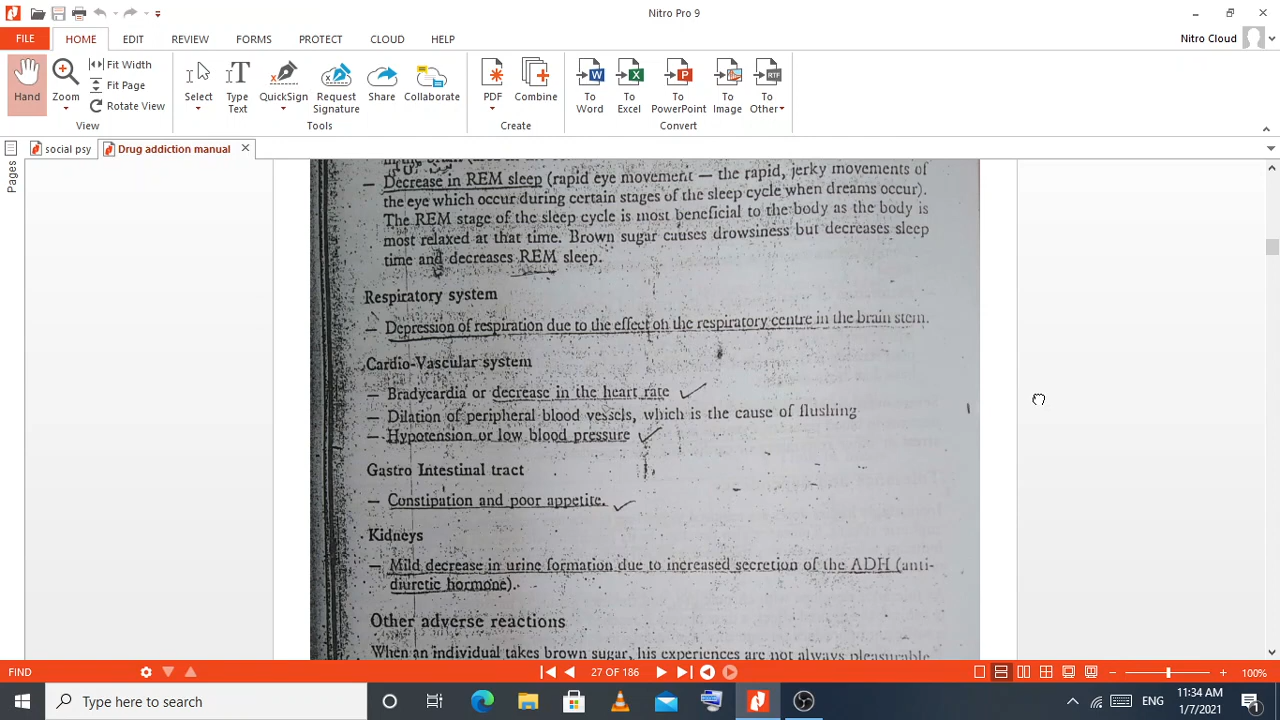 Nitro Pro 9
FILE
HOME
EDIT
REVIEW
FORMS
PROTECT
CLOUD
HELP
Nitro Cloud
Hand
Zoom
Fit Width
Fit Page
Rotate View
View
Select
Type Text
QuickSign
Request Signature
Share
Collaborate
Tools
PDF
Combine
Create
To Word
To Excel
To PowerPoint
To Image
To Other
Convert
social psy
Drug addiction manual
Pages
— Decrease in REM sleep (rapid eye movement — the rapid, jerky movements of
the eye which occur during certain stages of the sleep cycle when dreams occur).
The REM stage of the sleep cycle is most beneficial to the body as the body is
most relaxed at that time. Brown sugar causes drowsiness but decreases sleep
time and decreases REM sleep.
Respiratory system
— Depression of respiration due to the effect on the respiratory centre in the brain stem.
Cardio-Vascular system
— Bradycardia or decrease in the heart rate
— Dilation of peripheral blood vessels, which is the cause of flushing
— Hypotension or low blood pressure
Gastro Intestinal tract
— Constipation and poor appetite.
Kidneys
— Mild decrease in urine formation due to increased secretion of the ADH (anti-
diuretic hormone).
Other adverse reactions
When an individual takes brown sugar, his experiences are not always pleasurable
FIND
27 OF 186
100%
Type here to search
ENG
11:34 AM
1/7/2021
1